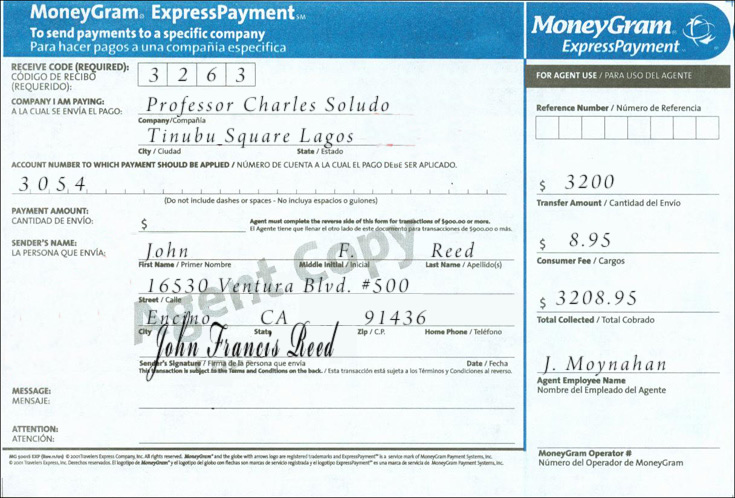 MoneyGram® ExpressPayment SM
To send payments to a specific company
Para hacer pagos a una compañía especifica
RECEIVE CODE (REQUIRED):
CÓDIGO DE RECIBO
(REQUERIDO):
3 2 6 3
COMPANY I AM PAYING:
A LA CUAL SE ENVÍA EL PAGO:
Professor Charles Soludo
Company/Compañía
Tinubu Square Lagos
City / Ciudad State / Estado
ACCOUNT NUMBER TO WHICH PAYMENT SHOULD BE APPLIED / NÚMERO DE CUENTA A LA CUAL EL PAGO DEBE SER APLICADO.
3 0 5 4
(Do not include dashes or spaces - No incluya espacios o guiones)
PAYMENT AMOUNT:
CANTIDAD DE ENVÍO:
$
Agent must complete the reverse side of this form for transactions of $900.00 or more.
El Agente tiene que llenar el otro lado de este documento para transacciones de $900.00 o más.
SENDER'S NAME:
LA PERSONA QUE ENVÍA:
John F. Reed
First Name / Primer Nombre Middle Initial / Inicial Last Name / Apellido(s)
16530 Ventura Blvd. #500
Street / Calle
Encino CA 91436
City State Zip / C.P. Home Phone / Teléfono
John Francis Reed
Sender's Signature / Firma de la persona que envía Date / Fecha
This transaction is subject to the Terms and Conditions on the back. / Esta transacción está sujeta a los Términos y Condiciones al reverso.
Agent Copy
MESSAGE:
MENSAJE:
ATTENTION:
ATENCIÓN:
MoneyGram®
ExpressPayment SM
FOR AGENT USE / PARA USO DEL AGENTE
Reference Number / Número de Referencia
$ 3200
Transfer Amount / Cantidad del Envío
$ 8.95
Consumer Fee / Cargos
$ 3208.95
Total Collected / Total Cobrado
J. Moynahan
Agent Employee Name
Nombre del Empleado del Agente
MoneyGram Operator #
Número del Operador de MoneyGram